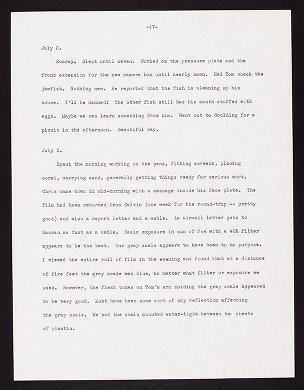 -17-
July 2.
Sunday. Slept until seven. Worked on the pressure plate and the
front extension for the new camera box until nearly noon. Had Tom check the
jawfish. Nothing new. He reported that the fish is cleaning up his
house. I'll be damned! The other fish still has his mouth stuffed with
eggs. Maybe we can learn something from him. Went out to Goulding for a
picnic in the afternoon. Beautiful day.
July 3.
Spent the morning working on the pens, fitting screens, placing
coral, carrying sand, generally getting things ready for serious work.
Chris came down in mid-morning with a message inside his face plate. The
film had been returned from Calvin (one week for the round-trip -- pretty
good) and also a report letter and a cable. An airmail letter gets to
Nassau as fast as a cable. Basic exposure in sun of F=4 with a filter
appears to be the best. Our gray scale appears to have been to no purpose.
I viewed the entire roll of film in the evening and found that at a distance
of five feet the gray scale was blue, no matter what filter or exposure we
used. However, the flesh tones on Tom's arm holding the gray scale appeared
to be very good. Must have been some sort of sky reflection affecting
the gray scale. We had the scale mounted water-tight between two sheets
of plastic.